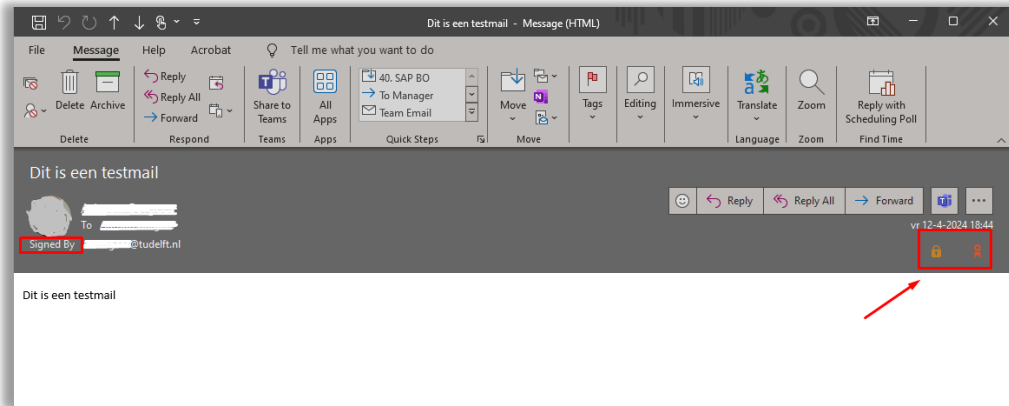 Dit is een testmail - Message (HTML)
File Message Help Acrobat Tell me what you want to do
Delete Archive
Reply
Reply All
Forward
Share to
Teams
All
Apps
40. SAP BO
To Manager
Team Email
Move
Tags
Editing
Immersive
Translate
Zoom
Reply with
Scheduling Poll
Delete Respond Teams Apps Quick Steps Move Language Zoom Find Time
Dit is een testmail
Reply Reply All Forward
To
vr 12-4-2024 18:44
Signed By @tudelft.nl
Dit is een testmail